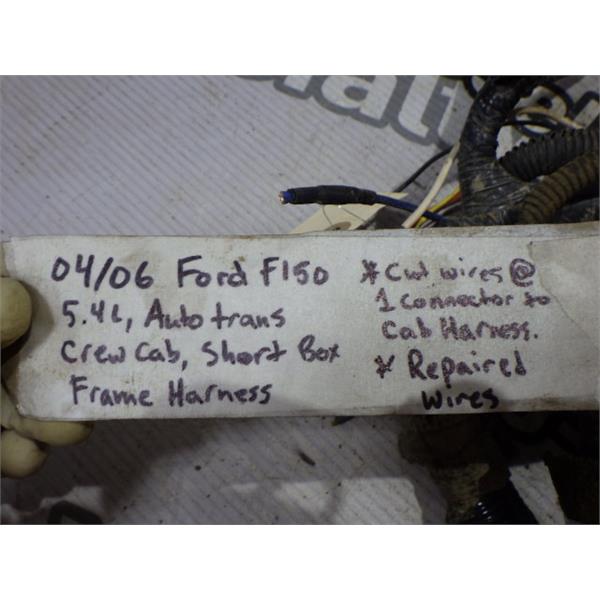 04/06 Ford F150
5.4L, Auto trans
Crew Cab, Short Box
Frame Harness
* Cut wires @
1 Connector to
Cab Harness.
* Repaired
Wires